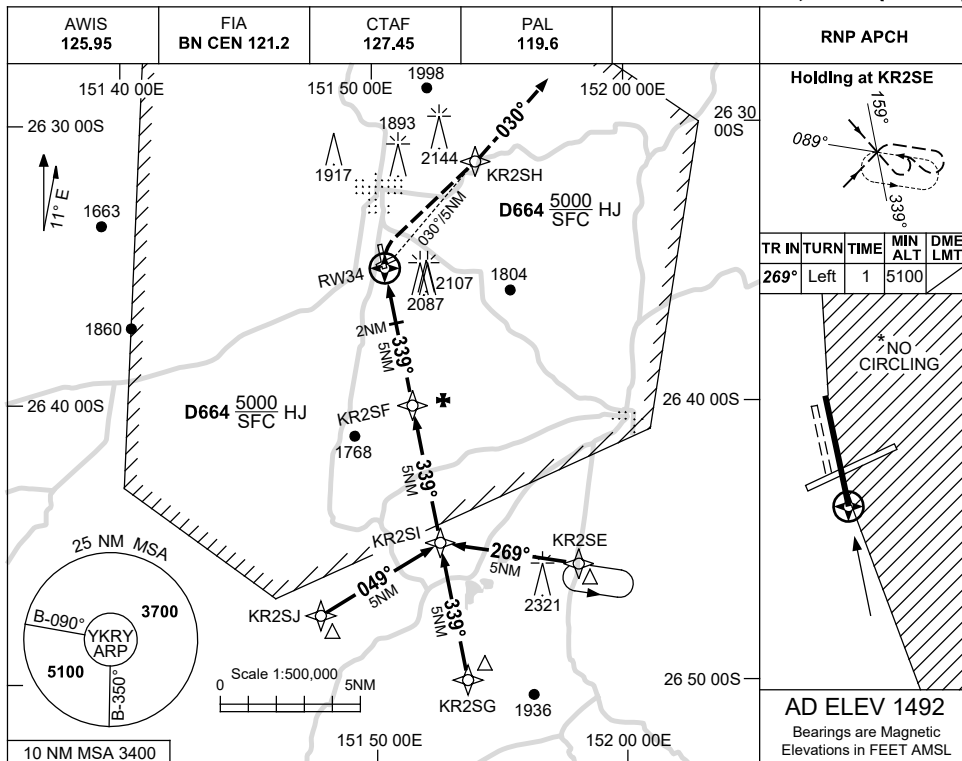 AWIS
125.95
FIA
BN CEN 121.2
CTAF
127.45
PAL
119.6
RNP APCH
151 40 00E
151 50 00E
1998
152 00 00E
26 30 00S
26 30
00S
11° E
1917
1893
2144
030°
KR2SH
D664 5000
SFC HJ
030°/5NM
1663
RW34
2107
2087
1804
1860
2NM
339°
5NM
26 40 00S
D664 5000
SFC HJ
KR2SF
1768
26 40 00S
339°
5NM
KR2SI
KR2SE
269°
5NM
2321
049°
5NM
KR2SJ
339°
5NM
KR2SG
1936
26 50 00S
25 NM MSA
3700
B-090°
YKRY
ARP
5100
B-350°
10 NM MSA 3400
Scale 1:500,000
0
5NM
151 50 00E
152 00 00E
Holding at KR2SE
159°
089°
339°
TR IN TURN TIME MIN ALT DME LMT
269° Left 1 5100
*NO
CIRCLING
AD ELEV 1492
Bearings are Magnetic
Elevations in FEET AMSL